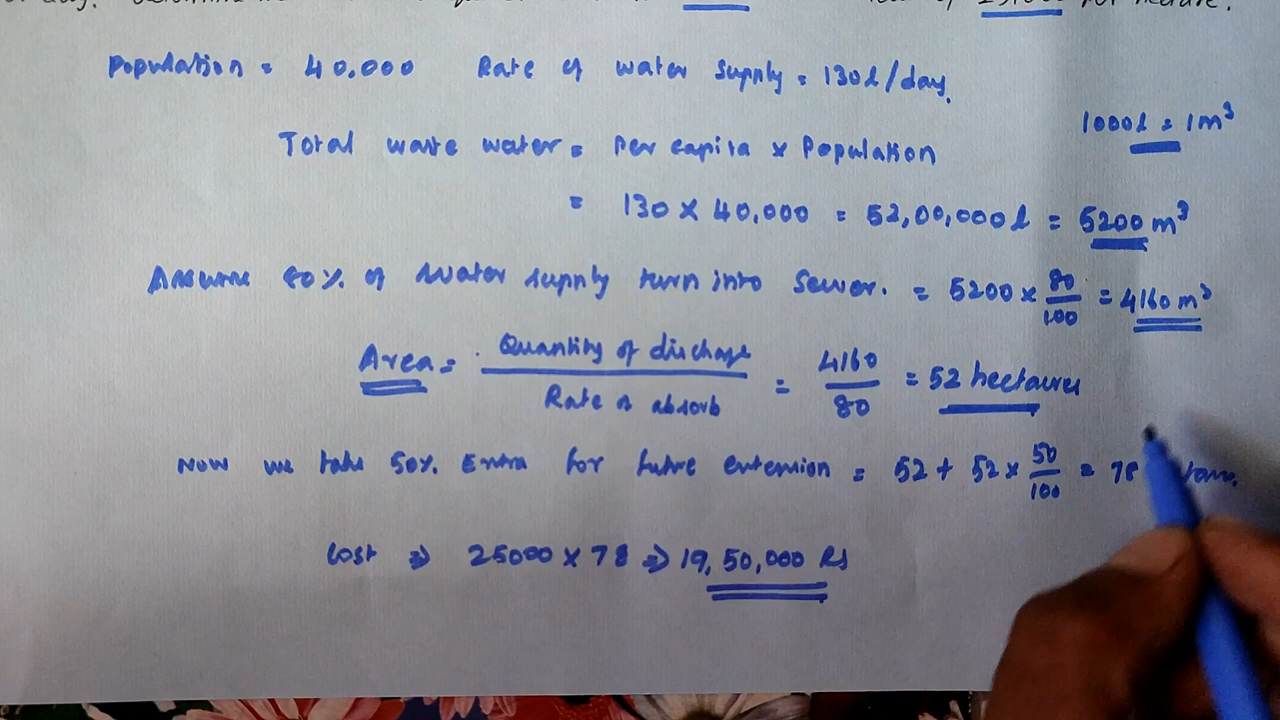 Population = 40,000 Rate of water supply = 130l/day.
1000l = 1m³
Total waste water = Per capita x Population
= 130 x 40,000 = 52,00,000l = 5200 m³
Assume 80%. of water supply turn into sewer. = 5200 x 80/100 = 4160 m³
Area = Quantity of discharge / Rate of absorb = 4160/80 = 52 hectares
Now we take 50%. Extra for future extension = 52 + 52 x 50/100 = 78
Cost ⇒ 25000 x 78 ⇒ 19,50,000 Rs